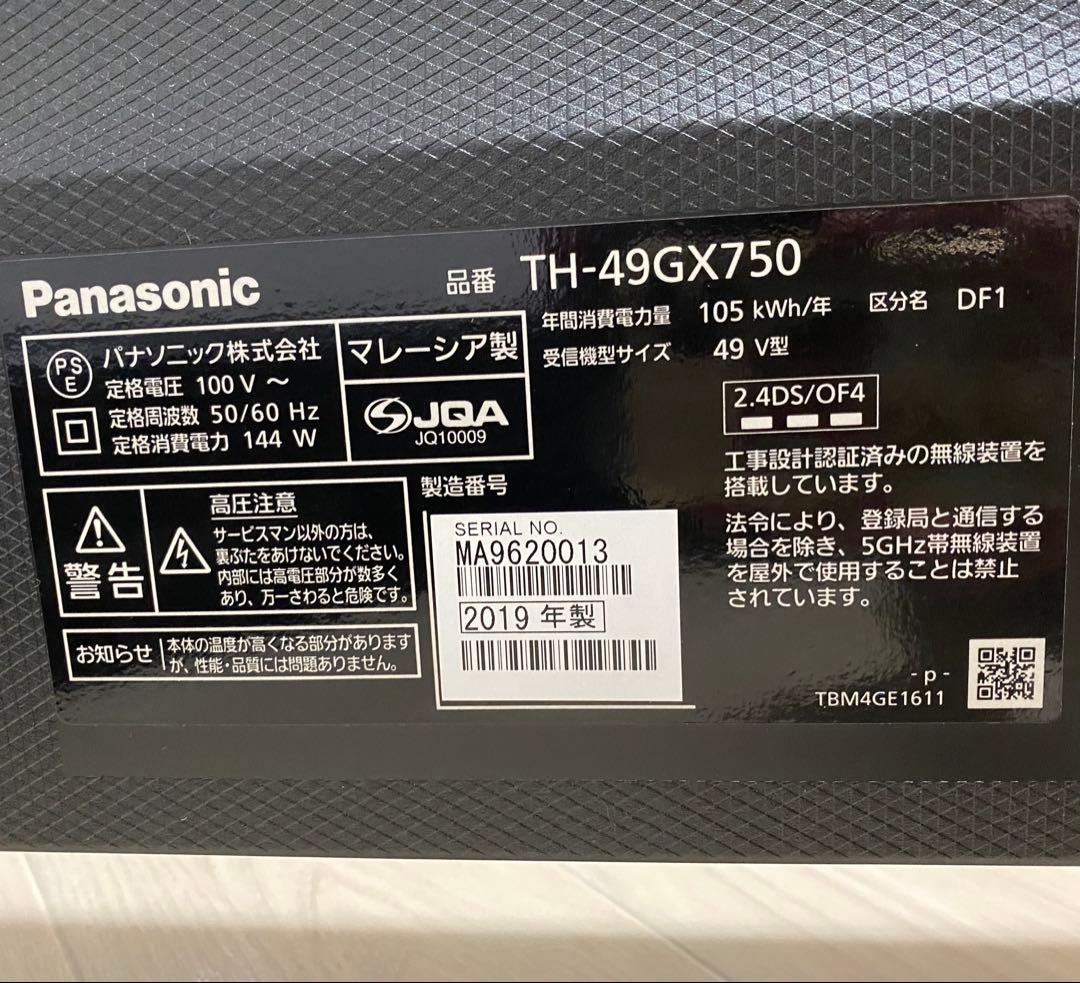 Panasonic
品番 TH-49GX750
年間消費電力量 105 kWh/年 区分名 DF1
受信機型サイズ 49 V型
PS
E
パナソニック株式会社
定格電圧 100 V ～
定格周波数 50/60 Hz
定格消費電力 144 W
マレーシア製
JQA
JQ10009
2.4DS/OF4
工事設計認証済みの無線装置を
搭載しています。
法令により、登録局と通信する
場合を除き、5GHz帯無線装置
を屋外で使用することは禁止
されています。
警告
高圧注意
サービスマン以外の方は、
裏ぶたをあけないでください。
内部には高電圧部分が数多く
あり、万一さわると危険です。
お知らせ
本体の温度が高くなる部分があります
が、性能・品質には問題ありません。
製造番号
SERIAL NO.
MA9620013
2019 年製
- p -
TBM4GE1611